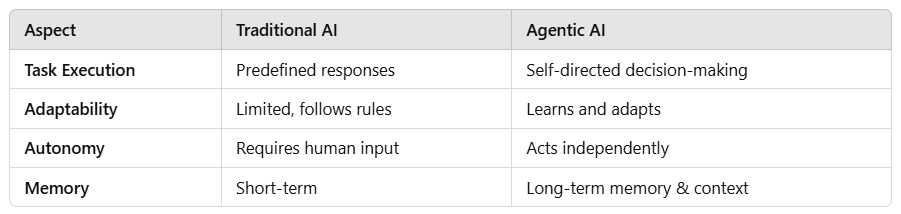 Aspect Traditional AI Agentic AI
Task Execution Predefined responses Self-directed decision-making
Adaptability Limited, follows rules Learns and adapts
Autonomy Requires human input Acts independently
Memory Short-term Long-term memory & context